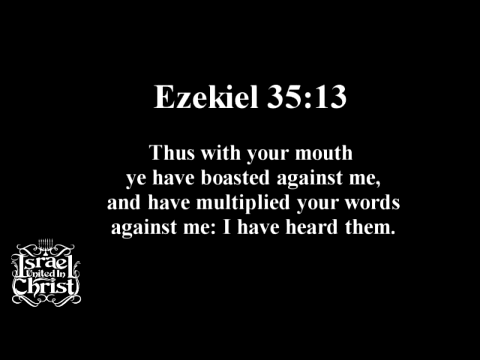 Ezekiel 35:13
Thus with your mouth
ye have boasted against me,
and have multiplied your words
against me: I have heard them.
Israel
United In
Christ